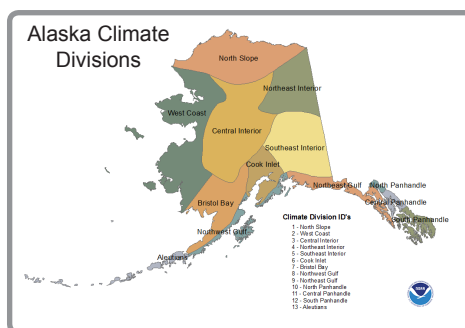 Alaska Climate
Divisions
North Slope
Northeast Interior
West Coast
Central Interior
Southeast Interior
Cook Inlet
Northeast Gulf
North Panhandle
Central Panhandle
South Panhandle
Bristol Bay
Northwest Gulf
Aleutians
Climate Division ID's
1 - North Slope
2 - West Coast
3 - Central Interior
4 - Northeast Interior
5 - Southeast Interior
6 - Cook Inlet
7 - Bristol Bay
8 - Northwest Gulf
9 - Northeast Gulf
10 - North Panhandle
11 - Central Panhandle
12 - South Panhandle
13 - Aleutians